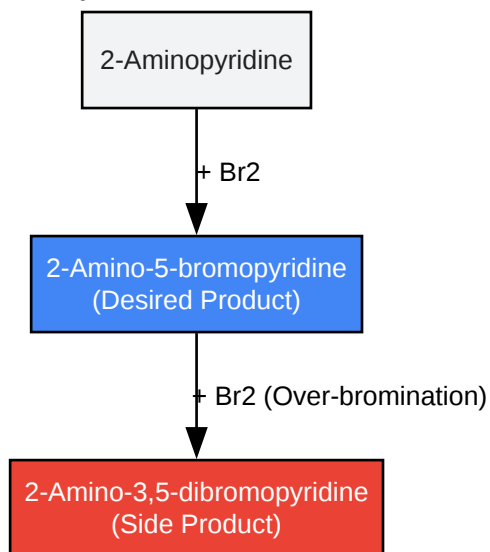 2-Aminopyridine
+ Br2
2-Amino-5-bromopyridine
(Desired Product)
+ Br2 (Over-bromination)
2-Amino-3,5-dibromopyridine
(Side Product)